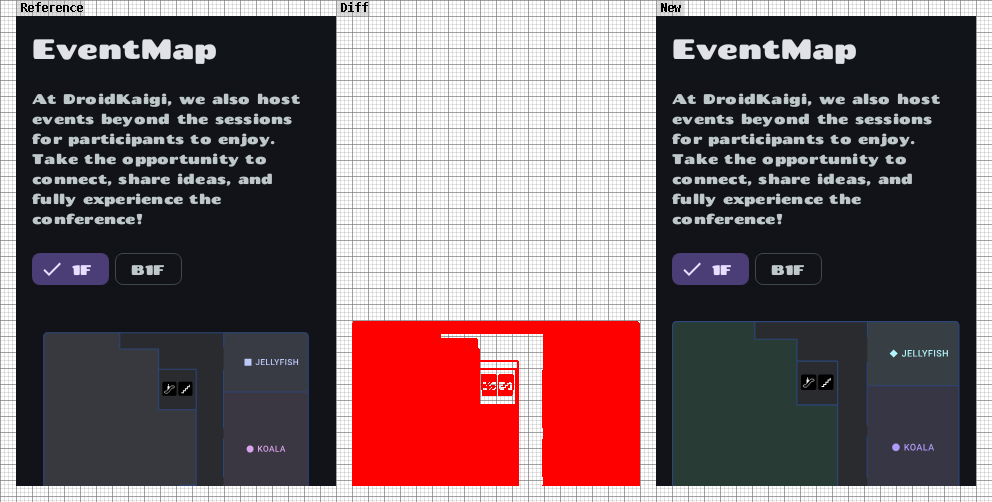 Reference
Diff
New
EventMap
At DroidKaigi, we also host
events beyond the sessions
for participants to enjoy.
Take the opportunity to
connect, share ideas, and
fully experience the
conference!
1F
B1F
JELLYFISH
KOALA
EventMap
At DroidKaigi, we also host
events beyond the sessions
for participants to enjoy.
Take the opportunity to
connect, share ideas, and
fully experience the
conference!
1F
B1F
JELLYFISH
KOALA